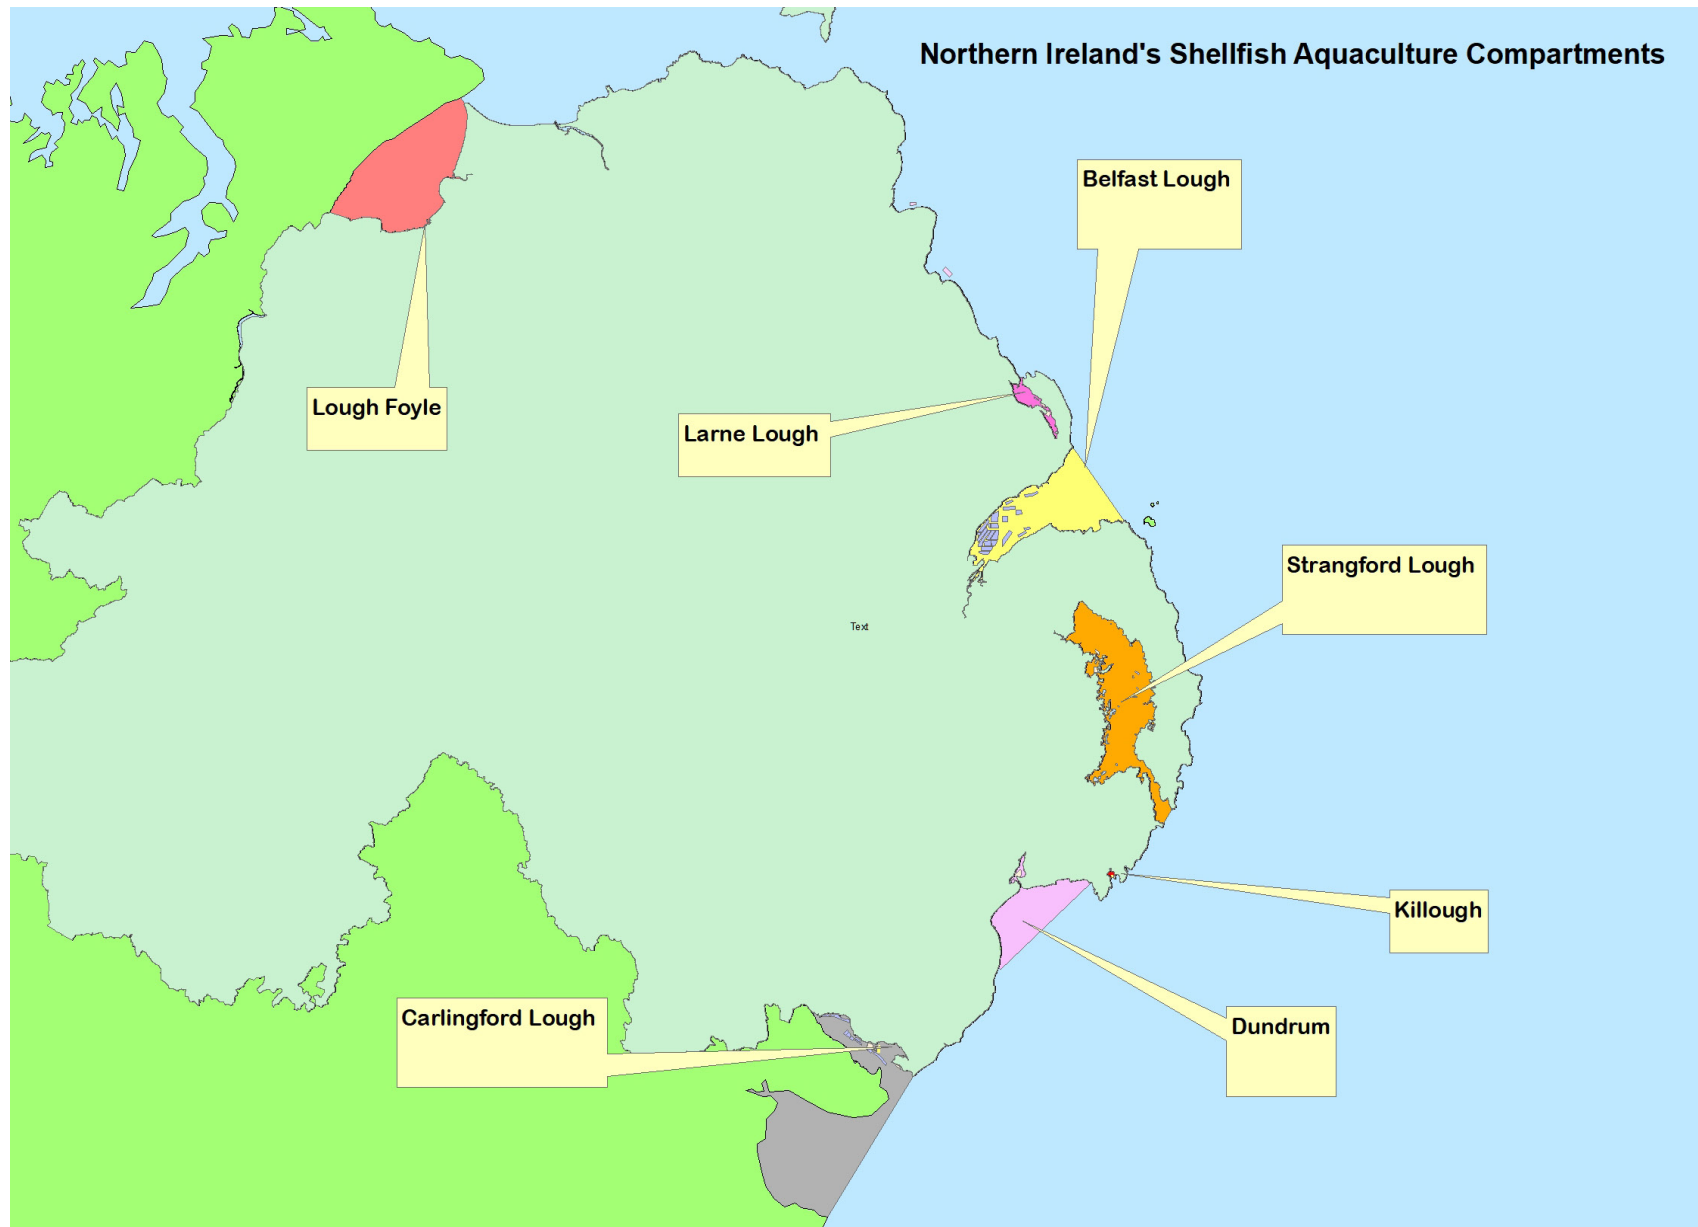 Northern Ireland's Shellfish Aquaculture Compartments
Belfast Lough
Lough Foyle
Larne Lough
Strangford Lough
Text
Killough
Carlingford Lough
Dundrum